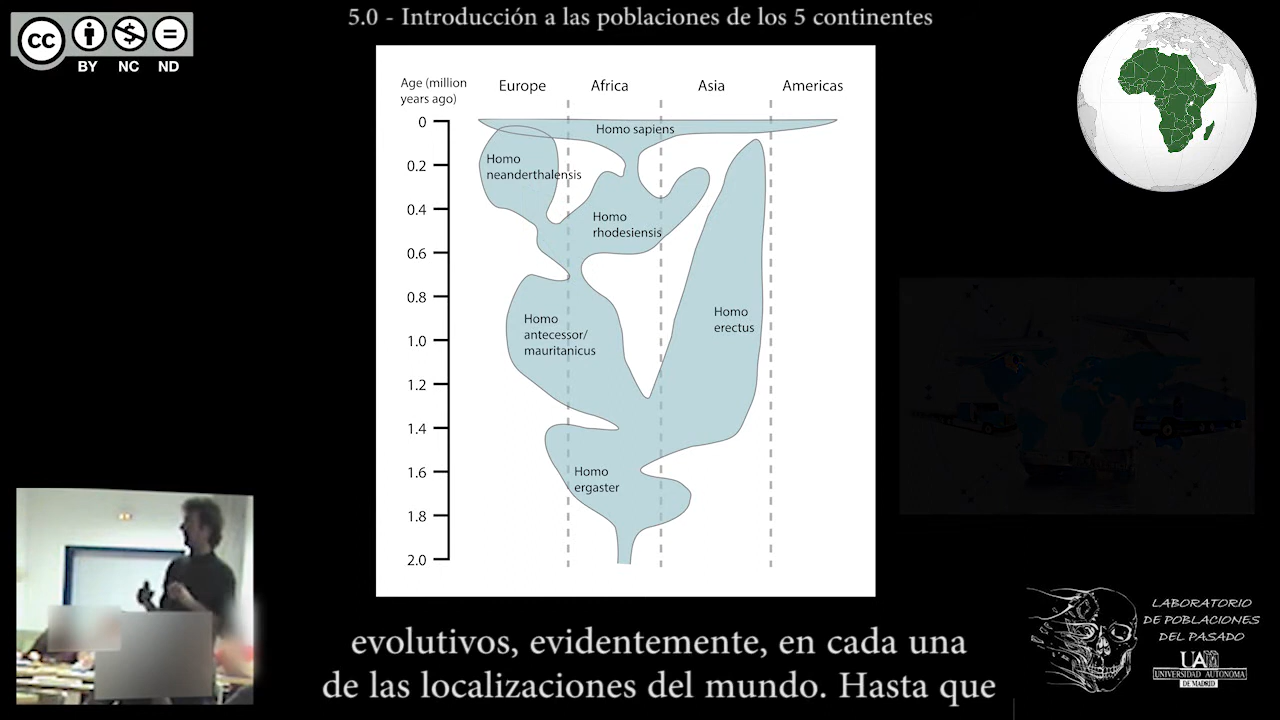 5.0 - Introducción a las poblaciones de los 5 continentes
CC
BY NC ND
Age (million
years ago)
Europe
Africa
Asia
Americas
0
0.2
0.4
0.6
0.8
1.0
1.2
1.4
1.6
1.8
2.0
Homo sapiens
Homo
neanderthalensis
Homo
rhodesiensis
Homo
antecessor/
mauritanicus
Homo
erectus
Homo
ergaster
evolutivos, evidentemente, en cada una
de las localizaciones del mundo. Hasta que
LABORATORIO
DE POBLACIONES
DEL PASADO
UAM
UNIVERSIDAD AUTONOMA
DE MADRID